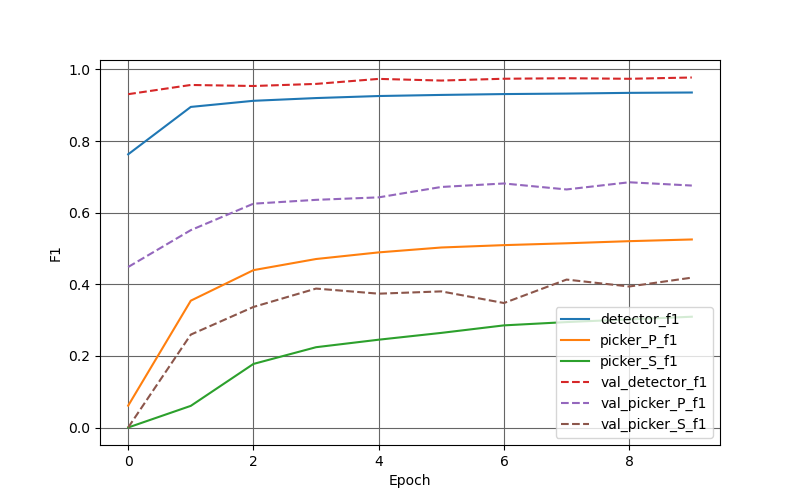 1.0
0.8
0.6
0.4
0.2
0.0
F1
0 2 4 6 8
Epoch
detector_f1
picker_P_f1
picker_S_f1
val_detector_f1
val_picker_P_f1
val_picker_S_f1